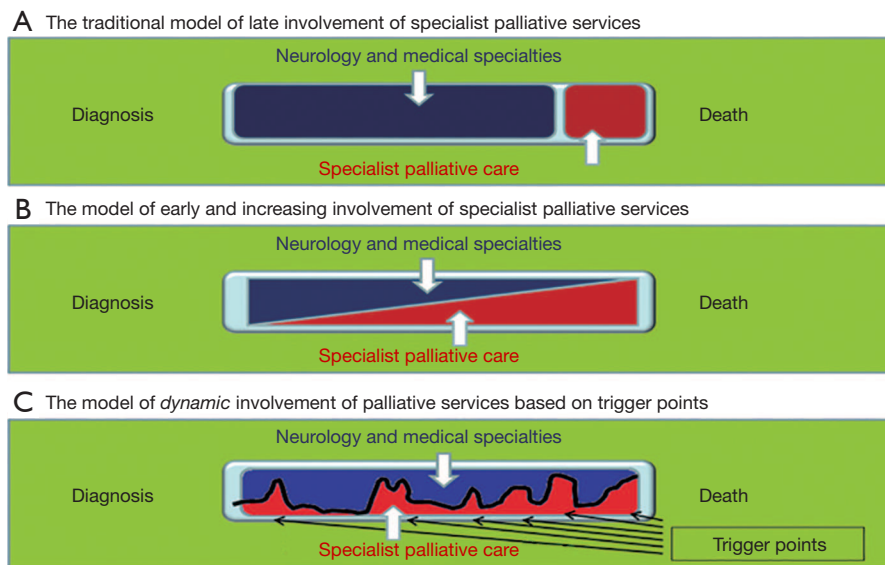 A The traditional model of late involvement of specialist palliative services
Neurology and medical specialties
Diagnosis
Death
Specialist palliative care
B The model of early and increasing involvement of specialist palliative services
Neurology and medical specialties
Diagnosis
Death
Specialist palliative care
C The model of dynamic involvement of palliative services based on trigger points
Neurology and medical specialties
Diagnosis
Death
Specialist palliative care
Trigger points